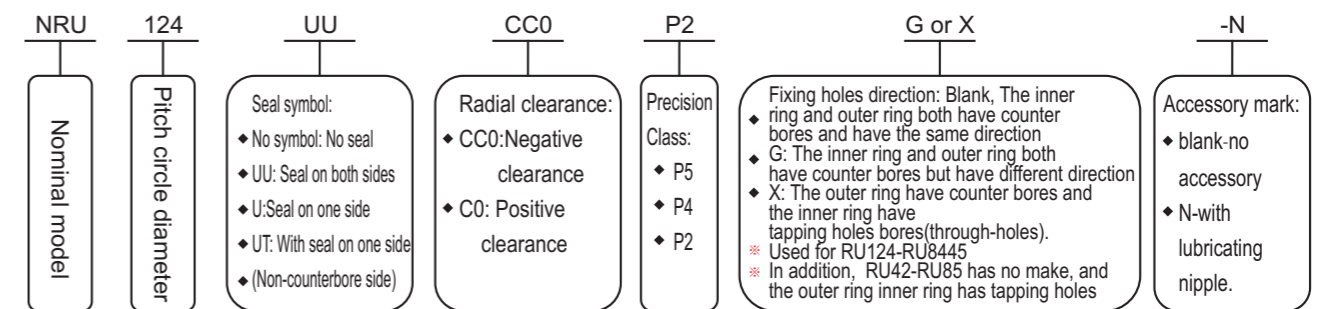 NRU 124 UU CC0 P2 G or X -N
Nominal model
Pitch circle diameter
Seal symbol:
◆ No symbol: No seal
◆ UU: Seal on both sides
◆ U:Seal on one side
◆ UT: With seal on one side
◆ (Non-counterbore side)
Radial clearance:
◆ CC0:Negative
clearance
◆ C0: Positive
clearance
Precision
Class:
◆ P5
◆ P4
◆ P2
Fixing holes direction: Blank, The inner
◆ ring and outer ring both have counter
bores and have the same direction
◆ G: The inner ring and outer ring both
have counter bores but have different direction
◆ X: The outer ring have counter bores and
the inner ring have
tapping holes bores(through-holes).
※ Used for RU124-RU8445
※ In addition, RU42-RU85 has no make, and
the outer ring inner ring has tapping holes
Accessory mark:
◆ blank-no
accessory
◆ N-with
lubricating
nipple.